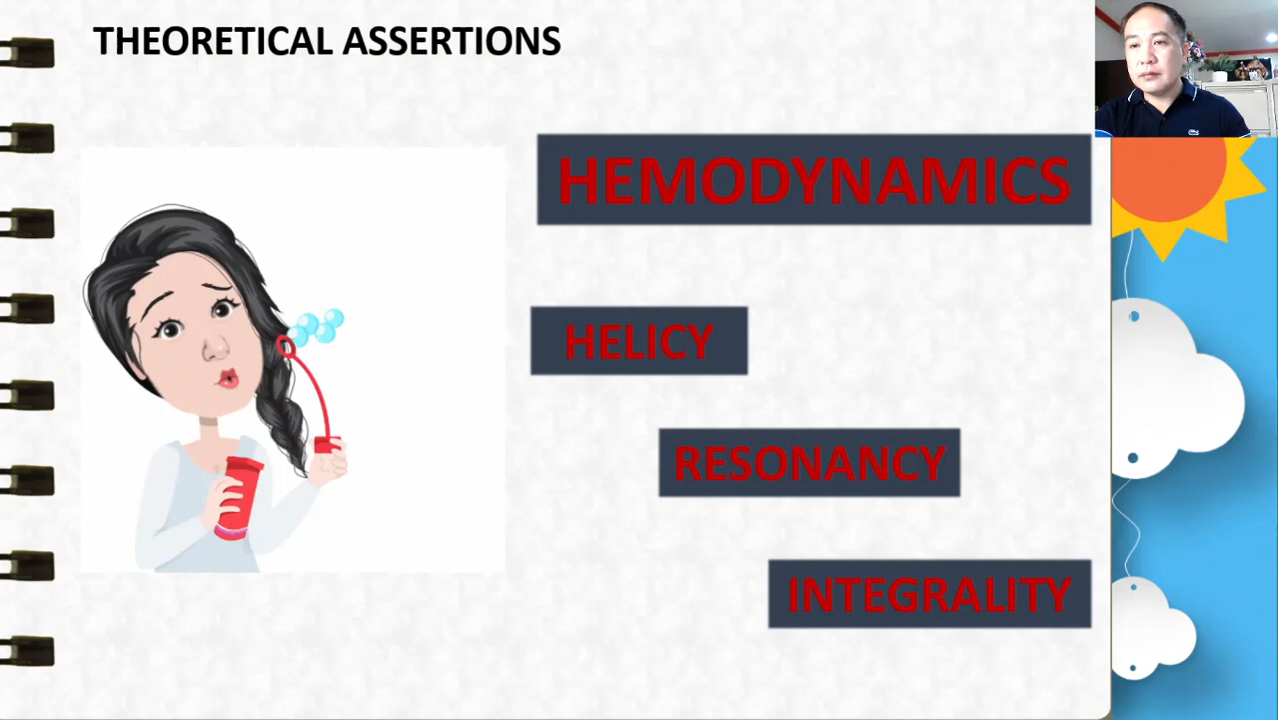 THEORETICAL ASSERTIONS
HEMODYNAMICS
HELICY
RESONANCY
INTEGRALITY